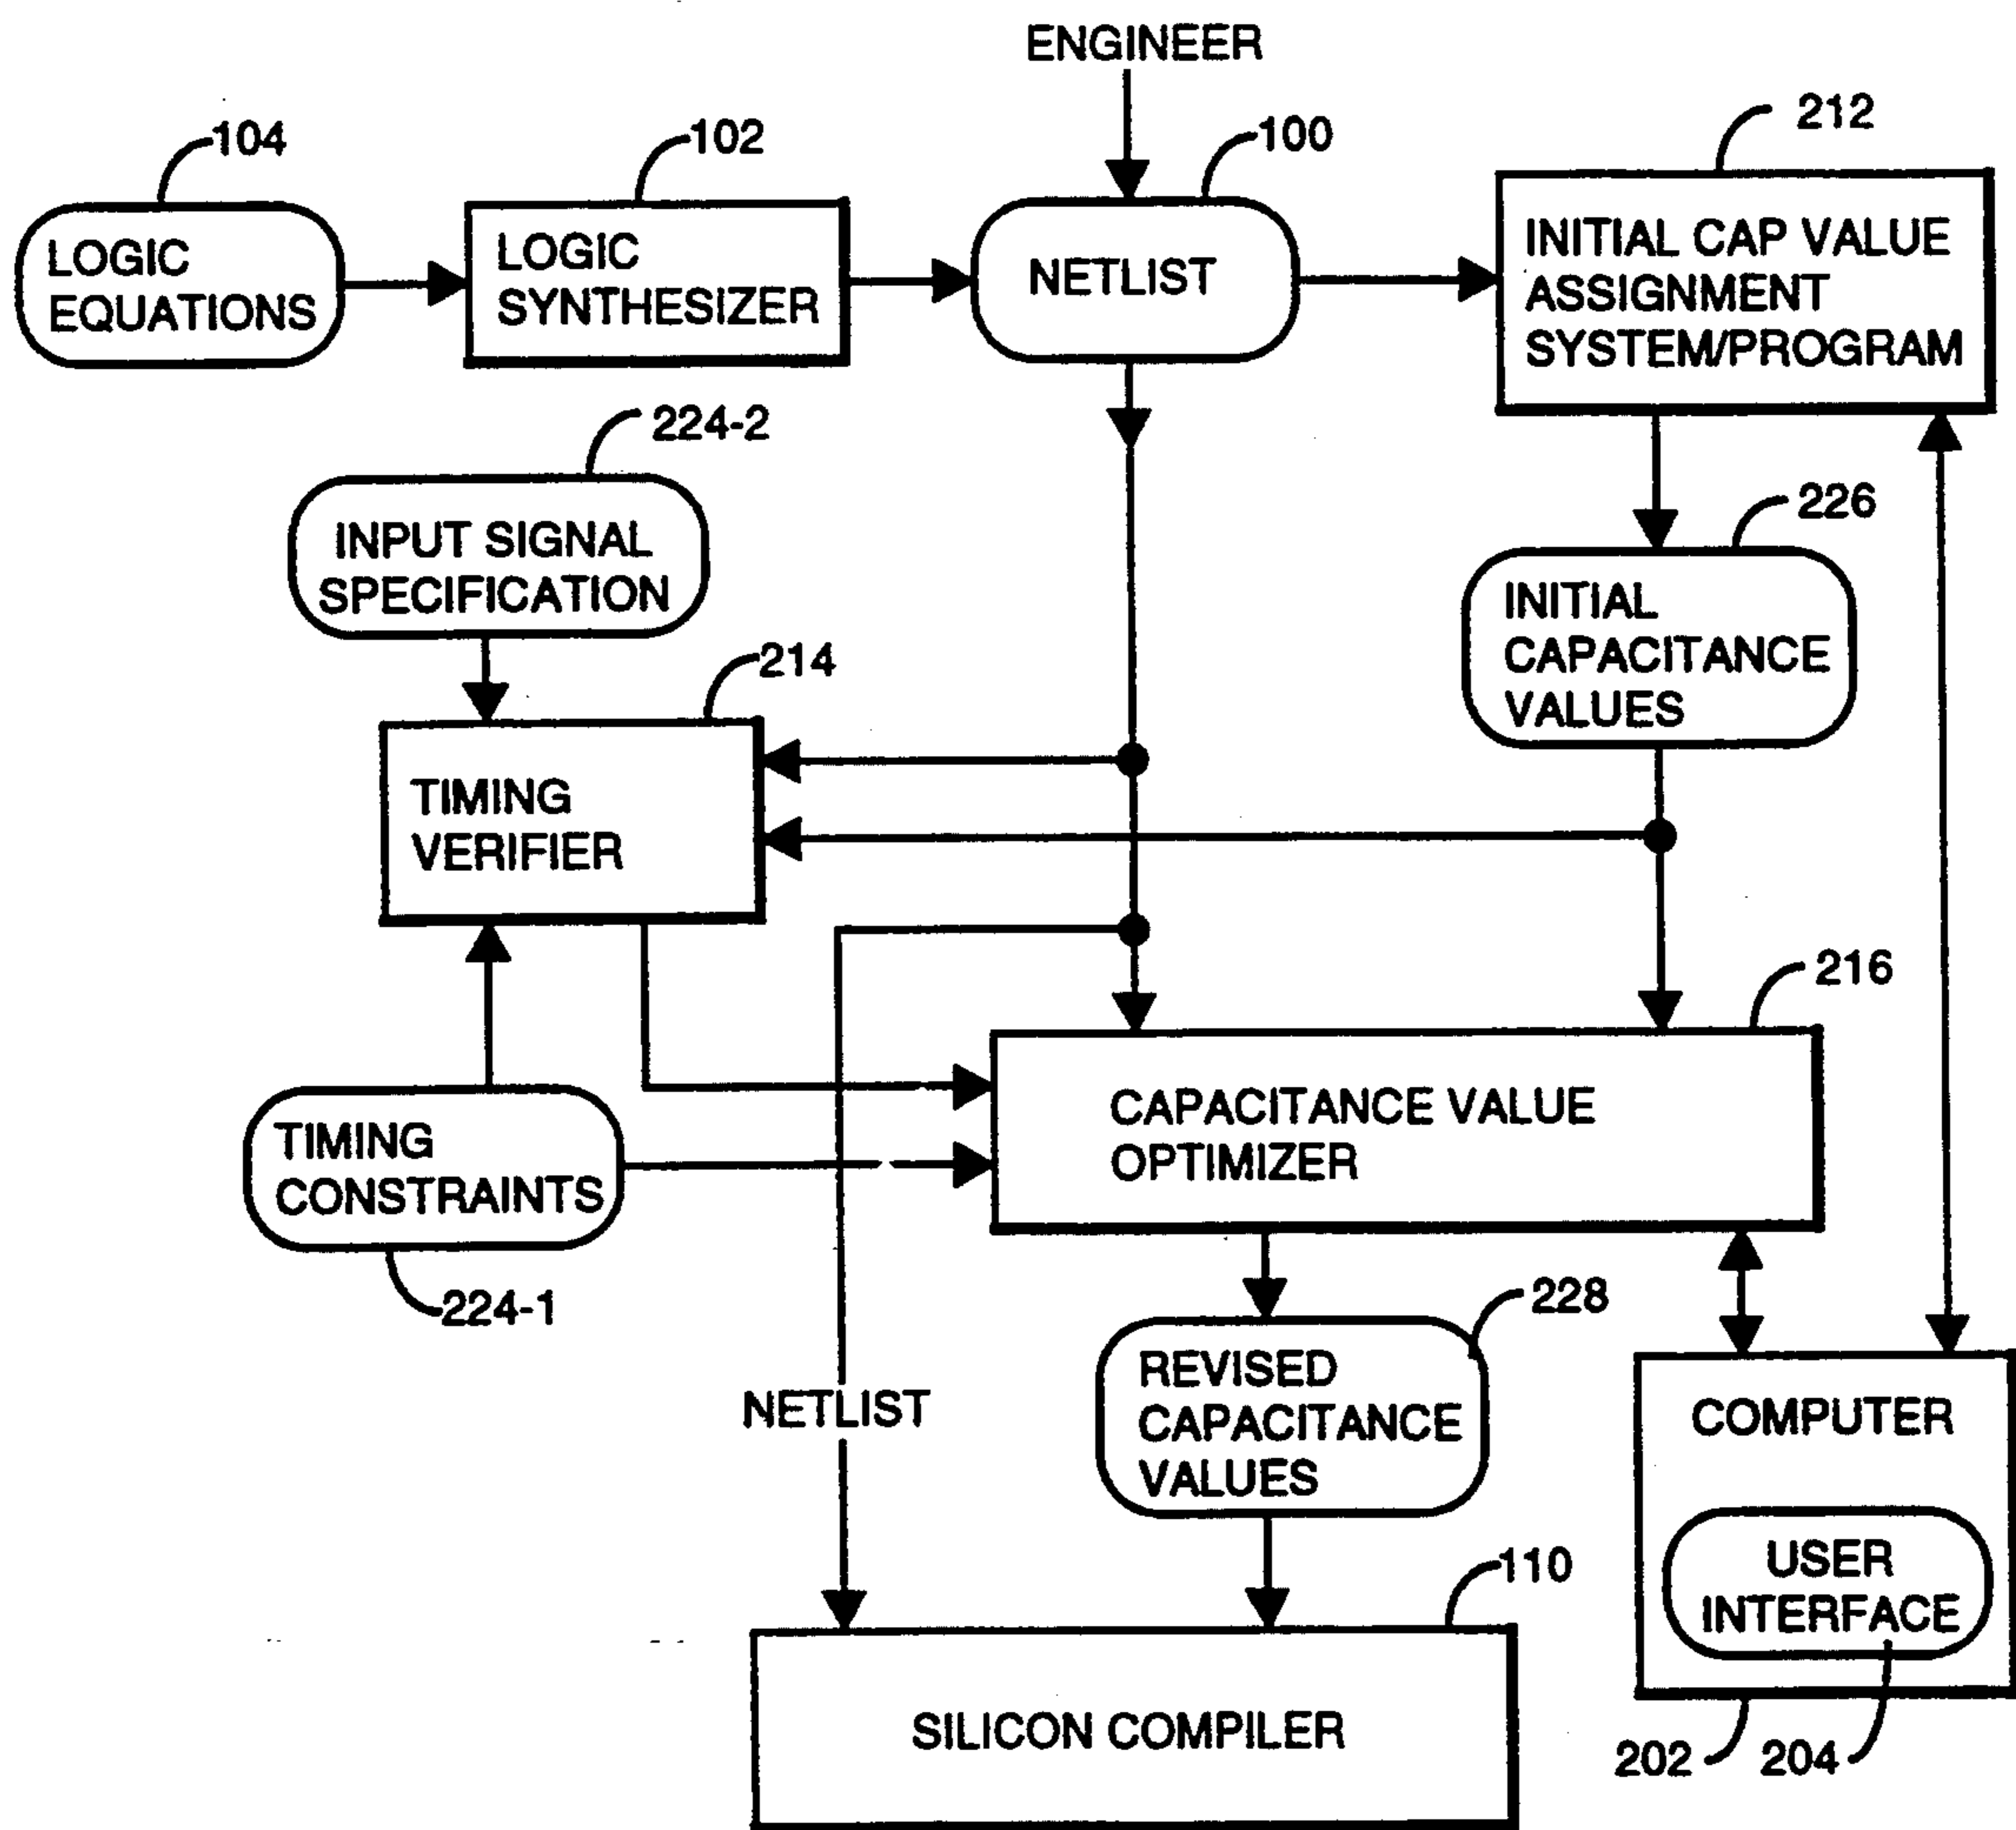 ENGINEER
104
102
100
212
LOGIC
EQUATIONS
LOGIC
SYNTHESIZER
NETLIST
INITIAL CAP VALUE
ASSIGNMENT
SYSTEM/PROGRAM
224-2
INPUT SIGNAL
SPECIFICATION
226
INITIAL
CAPACITANCE
VALUES
214
TIMING
VERIFIER
216
CAPACITANCE VALUE
OPTIMIZER
TIMING
CONSTRAINTS
224-1
228
REVISED
CAPACITANCE
VALUES
NETLIST
COMPUTER
USER
INTERFACE
110
SILICON COMPILER
202
204